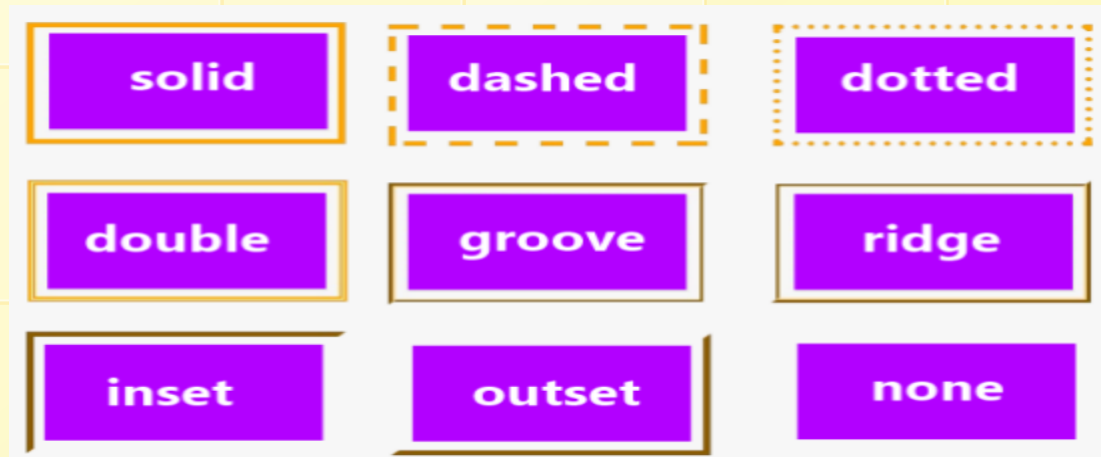 solid
dashed
dotted
double
groove
ridge
inset
outset
none